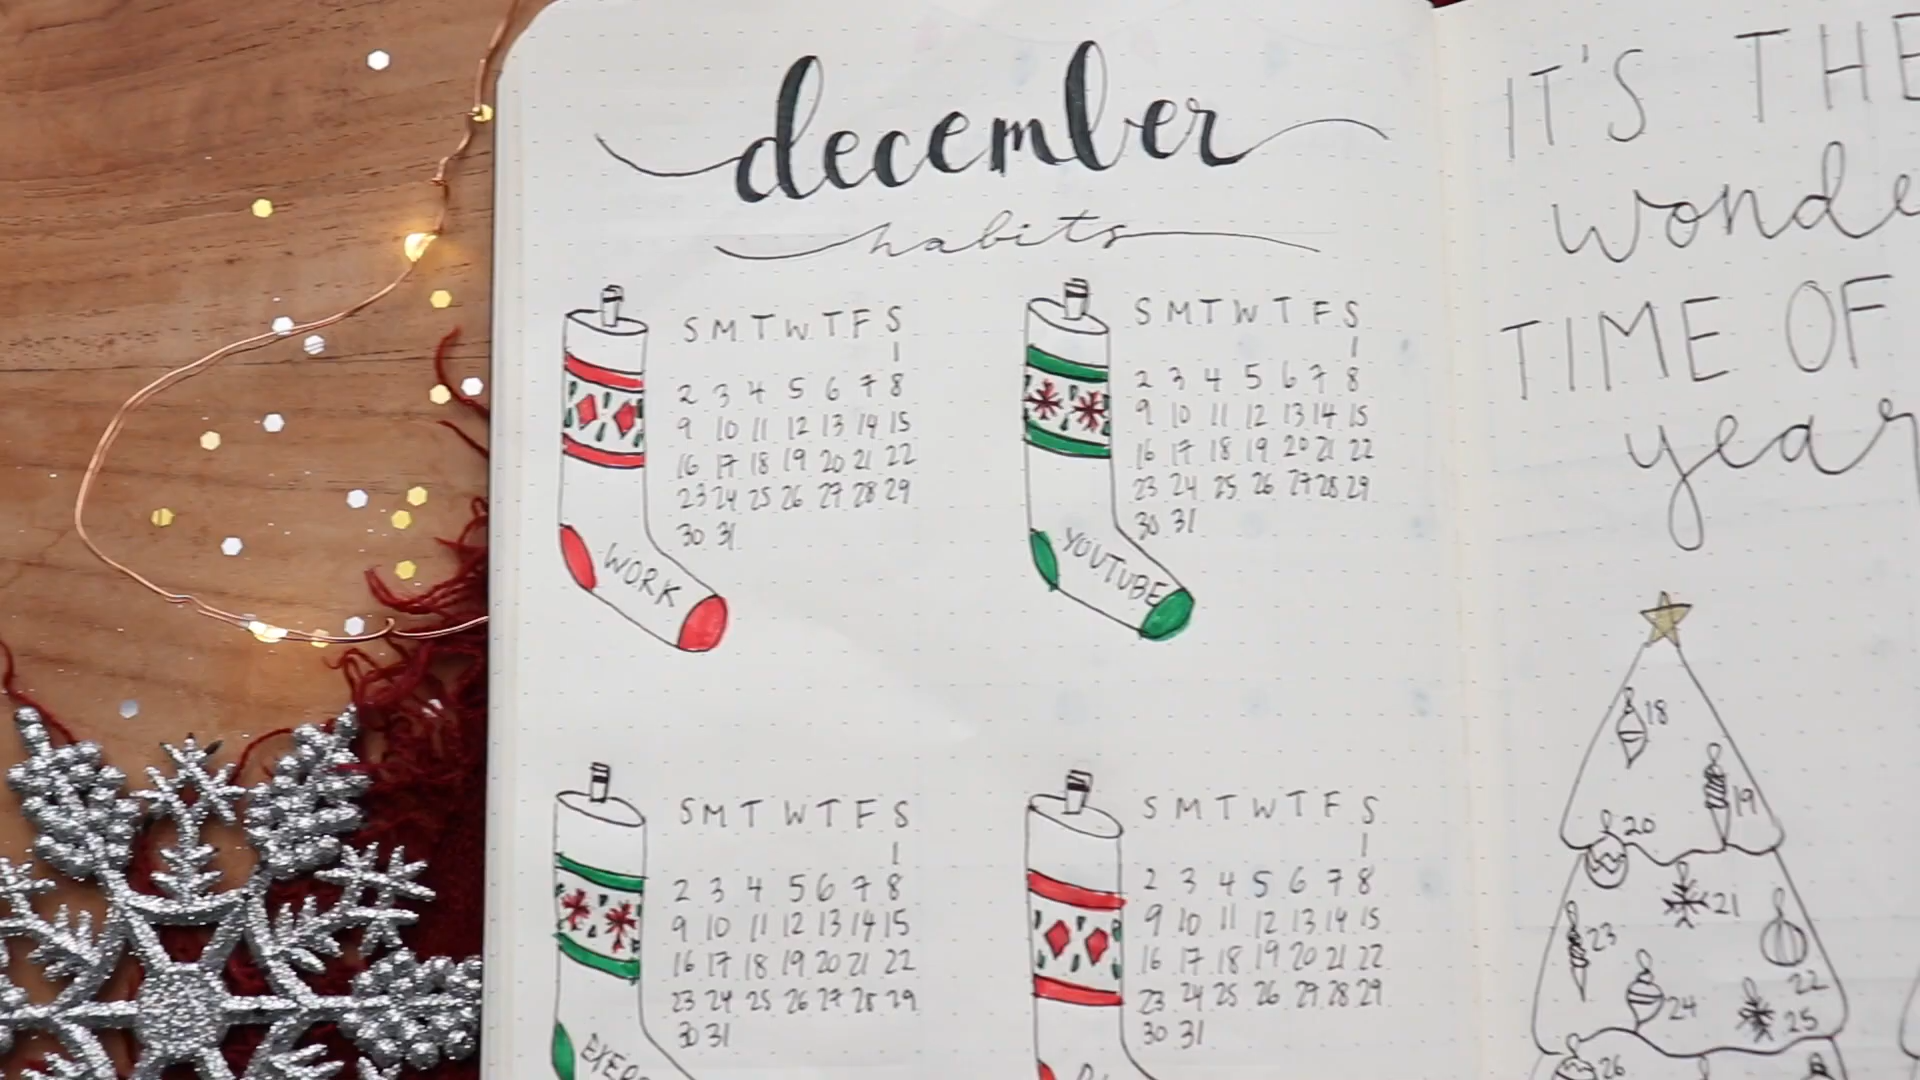 december
habits
S M T W T F S
1
2 3 4 5 6 7 8
9 10 11 12 13 14 15
16 17 18 19 20 21 22
23 24 25 26 27 28 29
30 31
WORK
S M T W T F S
1
2 3 4 5 6 7 8
9 10 11 12 13 14 15
16 17 18 19 20 21 22
23 24 25 26 27 28 29
30 31
YOUTUBE
S M T W T F S
1
2 3 4 5 6 7 8
9 10 11 12 13 14 15
16 17 18 19 20 21 22
23 24 25 26 27 28 29
30 31
EXER
S M T W T F S
1
2 3 4 5 6 7 8
9 10 11 12 13 14 15
16 17 18 19 20 21 22
23 24 25 26 27 28 29
30 31
IT'S THE
wonde
TIME OF
year
18
19
20
21
23
22
24
25
26